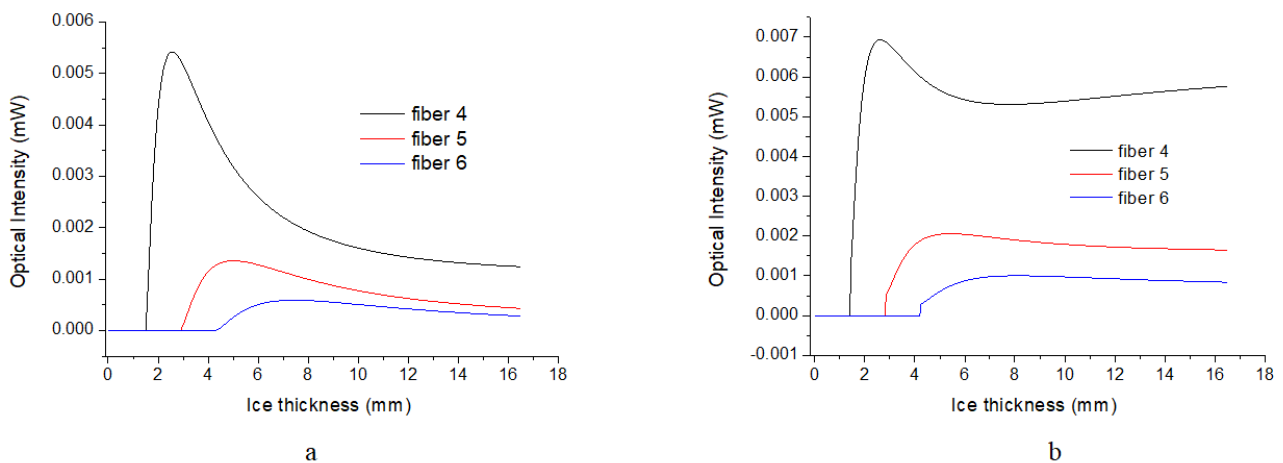 0.006
0.005
0.004
0.003
0.002
0.001
0.000
Optical Intensity (mW)
fiber 4
fiber 5
fiber 6
0 2 4 6 8 10 12 14 16 18
Ice thickness (mm)
a
0.007
0.006
0.005
0.004
0.003
0.002
0.001
0.000
-0.001
Optical Intensity (mW)
fiber 4
fiber 5
fiber 6
0 2 4 6 8 10 12 14 16 18
Ice thickness (mm)
b